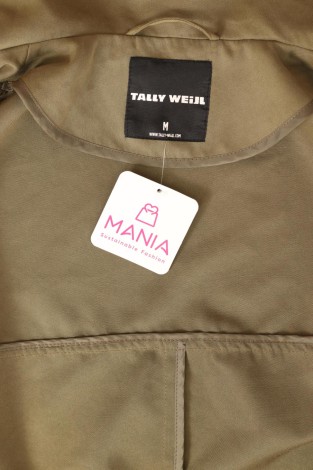 TALLY WEiJL
M
WWW.TALLY-WEIJL.COM
MANIA
Sustainable Fashion